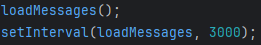 loadMessages();
setInterval(loadMessages, 3000);